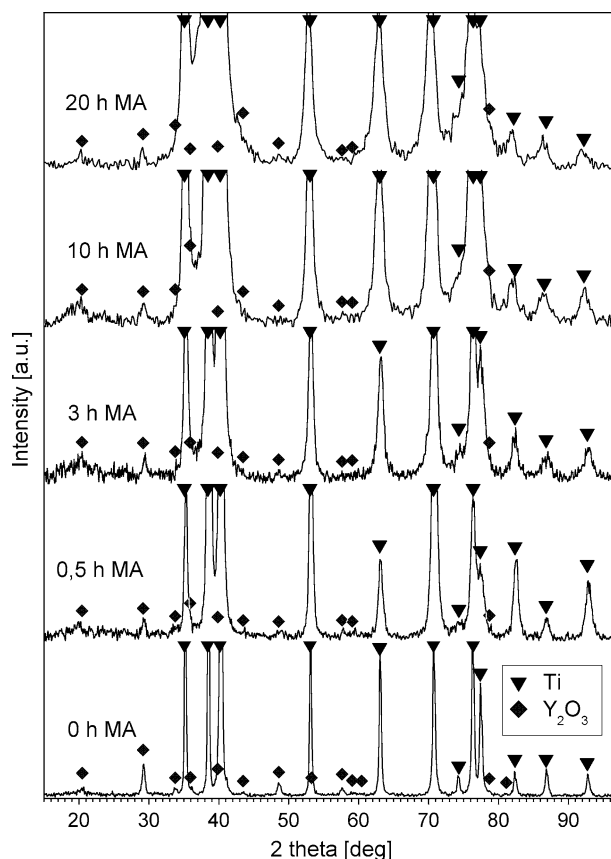 20 h MA
10 h MA
3 h MA
0,5 h MA
0 h MA
Intensity [a.u.]
Ti
Y₂O₃
20 30 40 50 60 70 80 90
2 theta [deg]